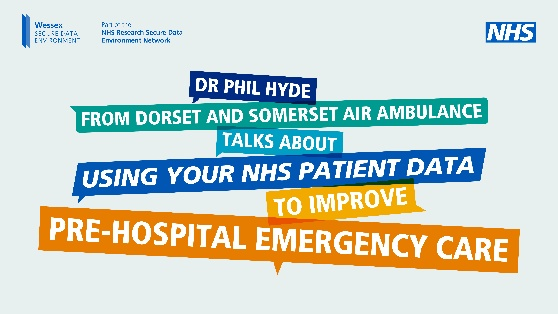 Wessex
SECURE DATA
ENVIRONMENT
Part of the
NHS Research Secure Data
Environment Network
NHS
DR PHIL HYDE
FROM DORSET AND SOMERSET AIR AMBULANCE
TALKS ABOUT
USING YOUR NHS PATIENT DATA
TO IMPROVE
PRE-HOSPITAL EMERGENCY CARE